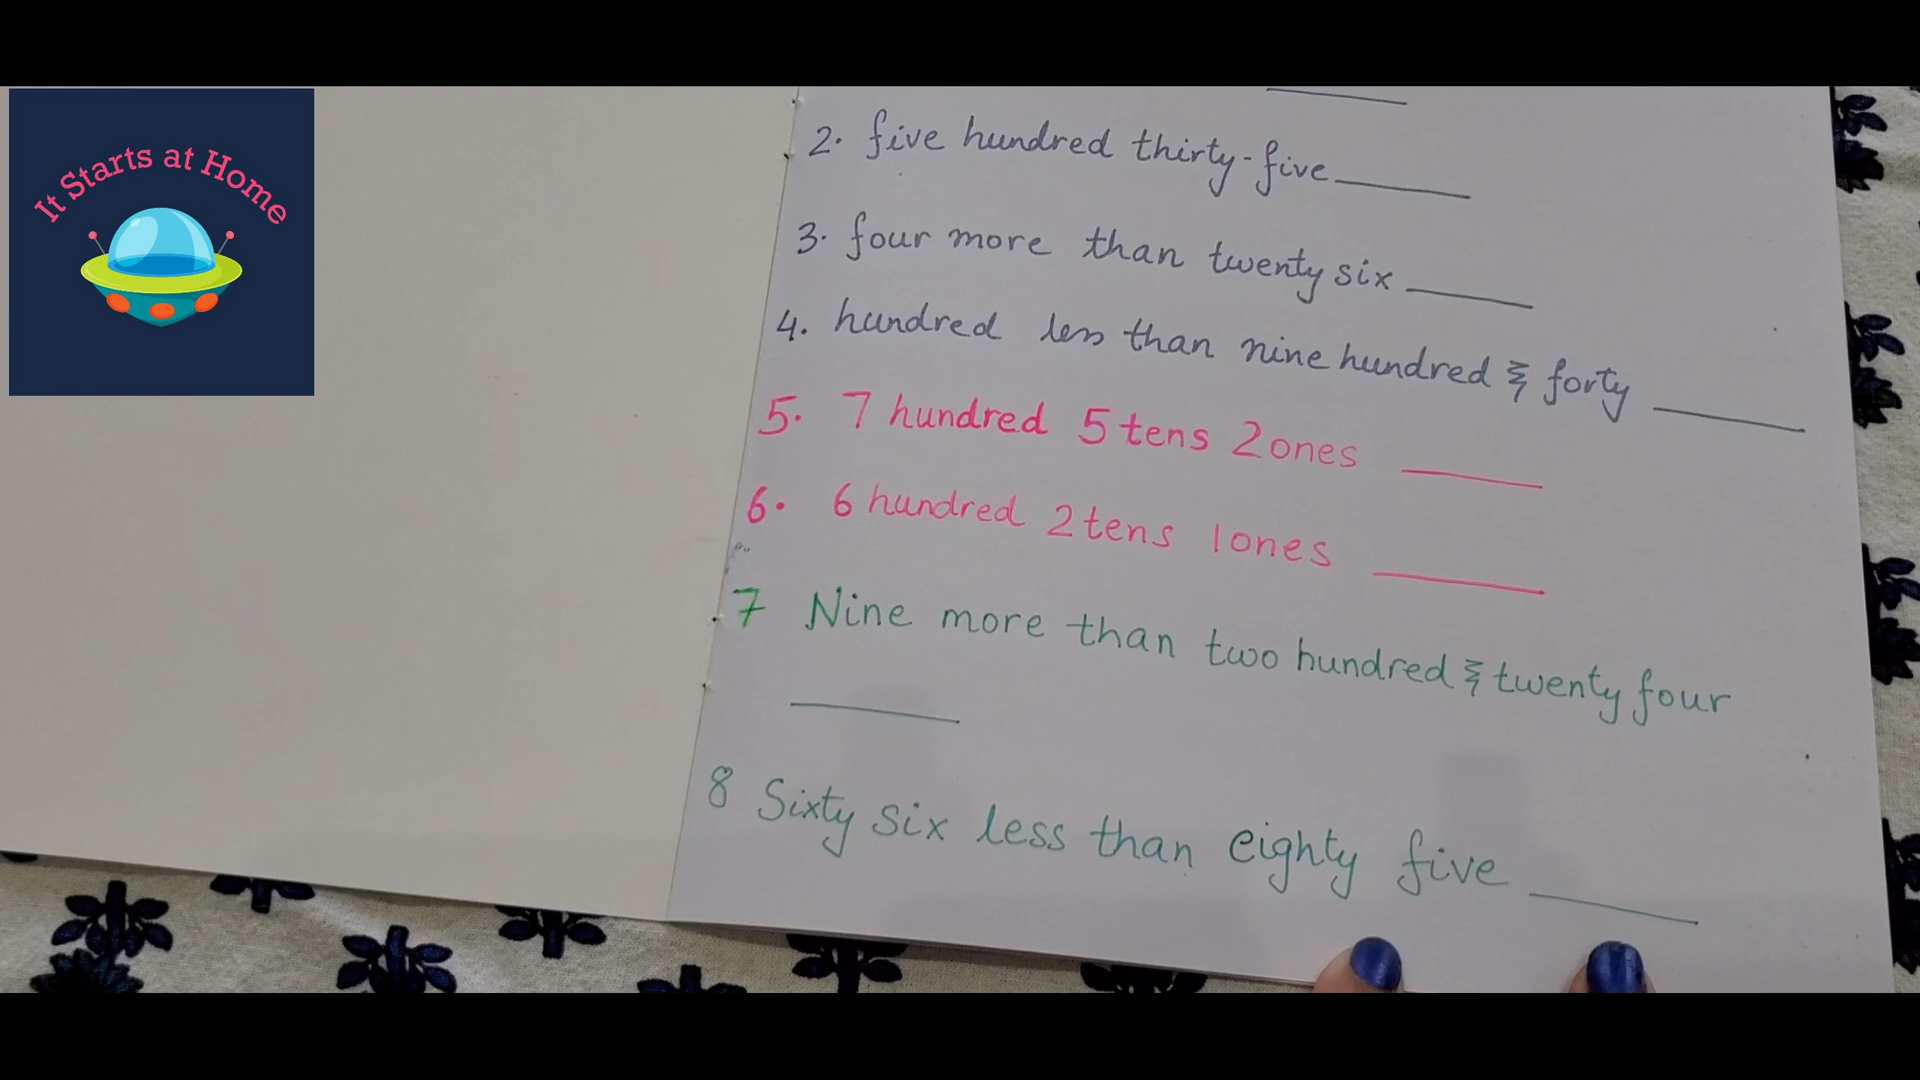 It Starts at Home
2. five hundred thirty-five
3. four more than twenty six
4. hundred less than nine hundred & forty
5. 7 hundred 5 tens 2 ones
6. 6 hundred 2 tens 1 ones
7 Nine more than two hundred & twenty four
8 Sixty six less than eighty five